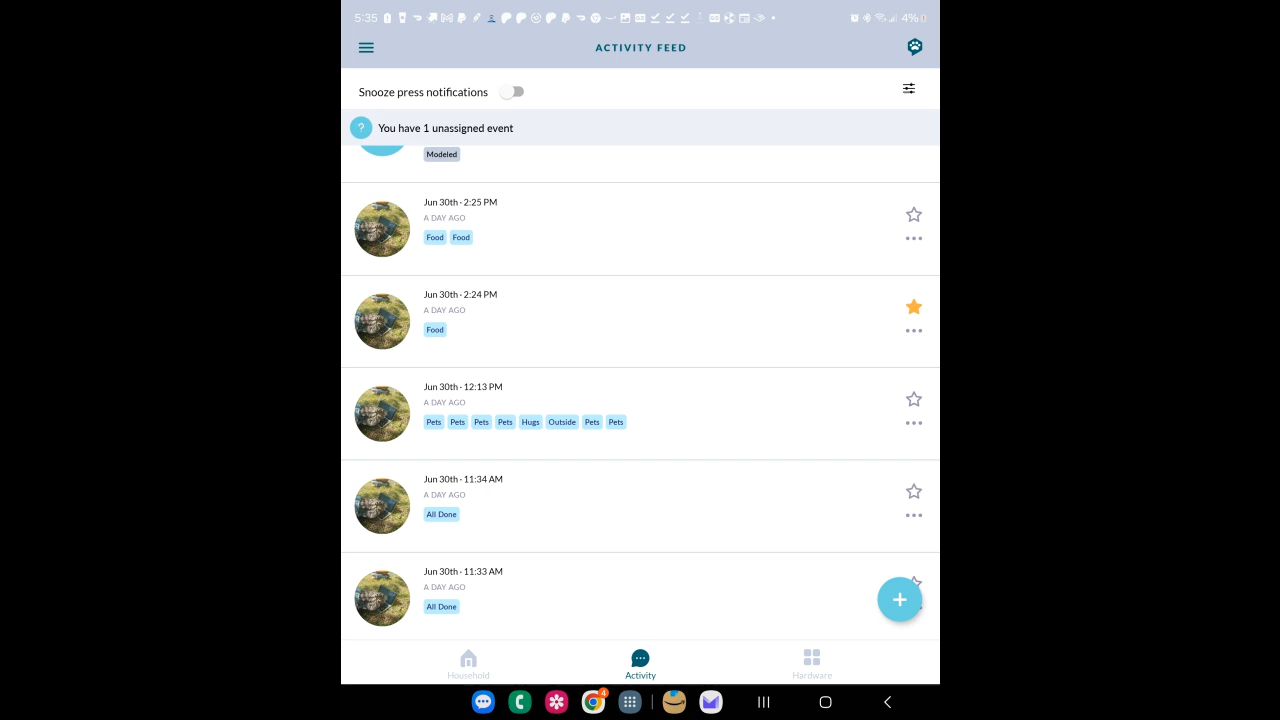 5:35
4%
ACTIVITY FEED
Snooze press notifications
? You have 1 unassigned event
Modeled
Jun 30th · 2:25 PM
A DAY AGO
Food Food
Jun 30th · 2:24 PM
A DAY AGO
Food
Jun 30th · 12:13 PM
A DAY AGO
Pets Pets Pets Pets Hugs Outside Pets Pets
Jun 30th · 11:34 AM
A DAY AGO
All Done
Jun 30th · 11:33 AM
A DAY AGO
All Done
+
Household Activity Hardware
4